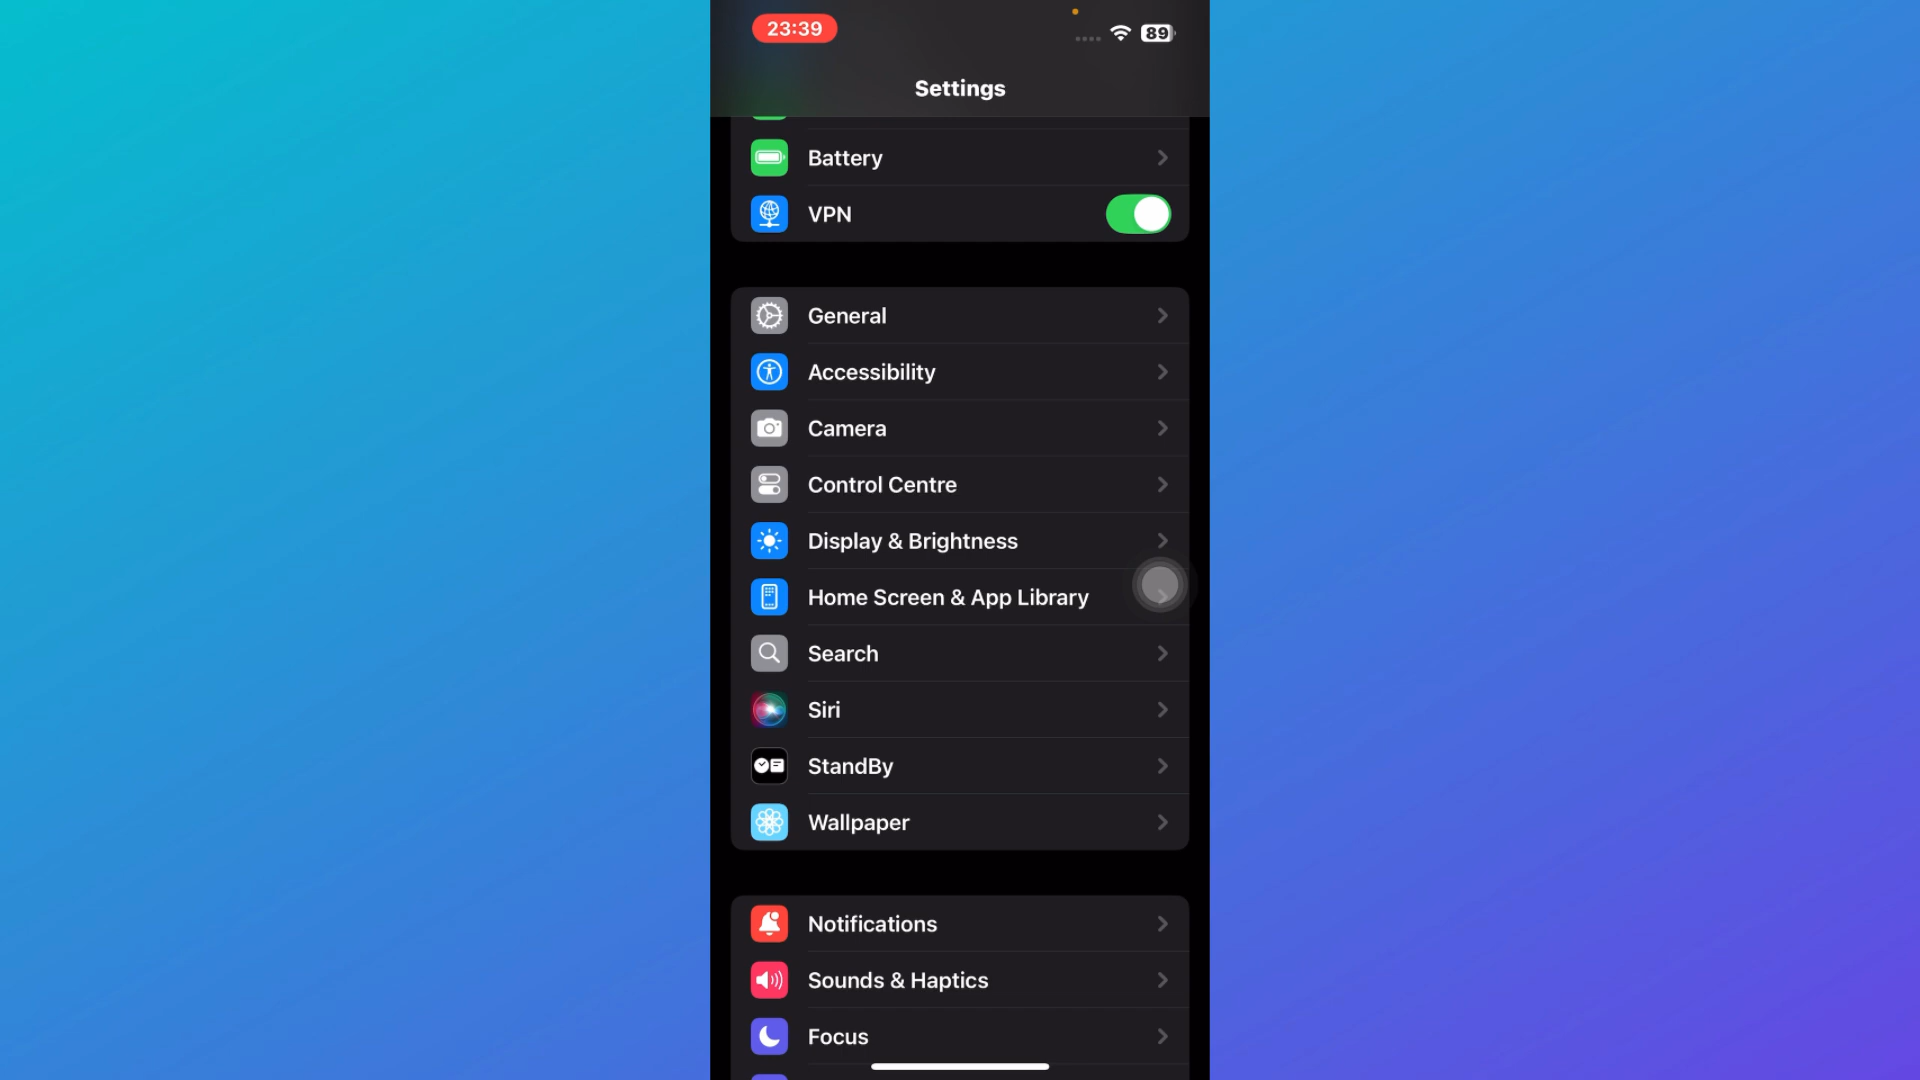 23:39
89
Settings
Battery
VPN
General
Accessibility
Camera
Control Centre
Display & Brightness
Home Screen & App Library
Search
Siri
StandBy
Wallpaper
Notifications
Sounds & Haptics
Focus